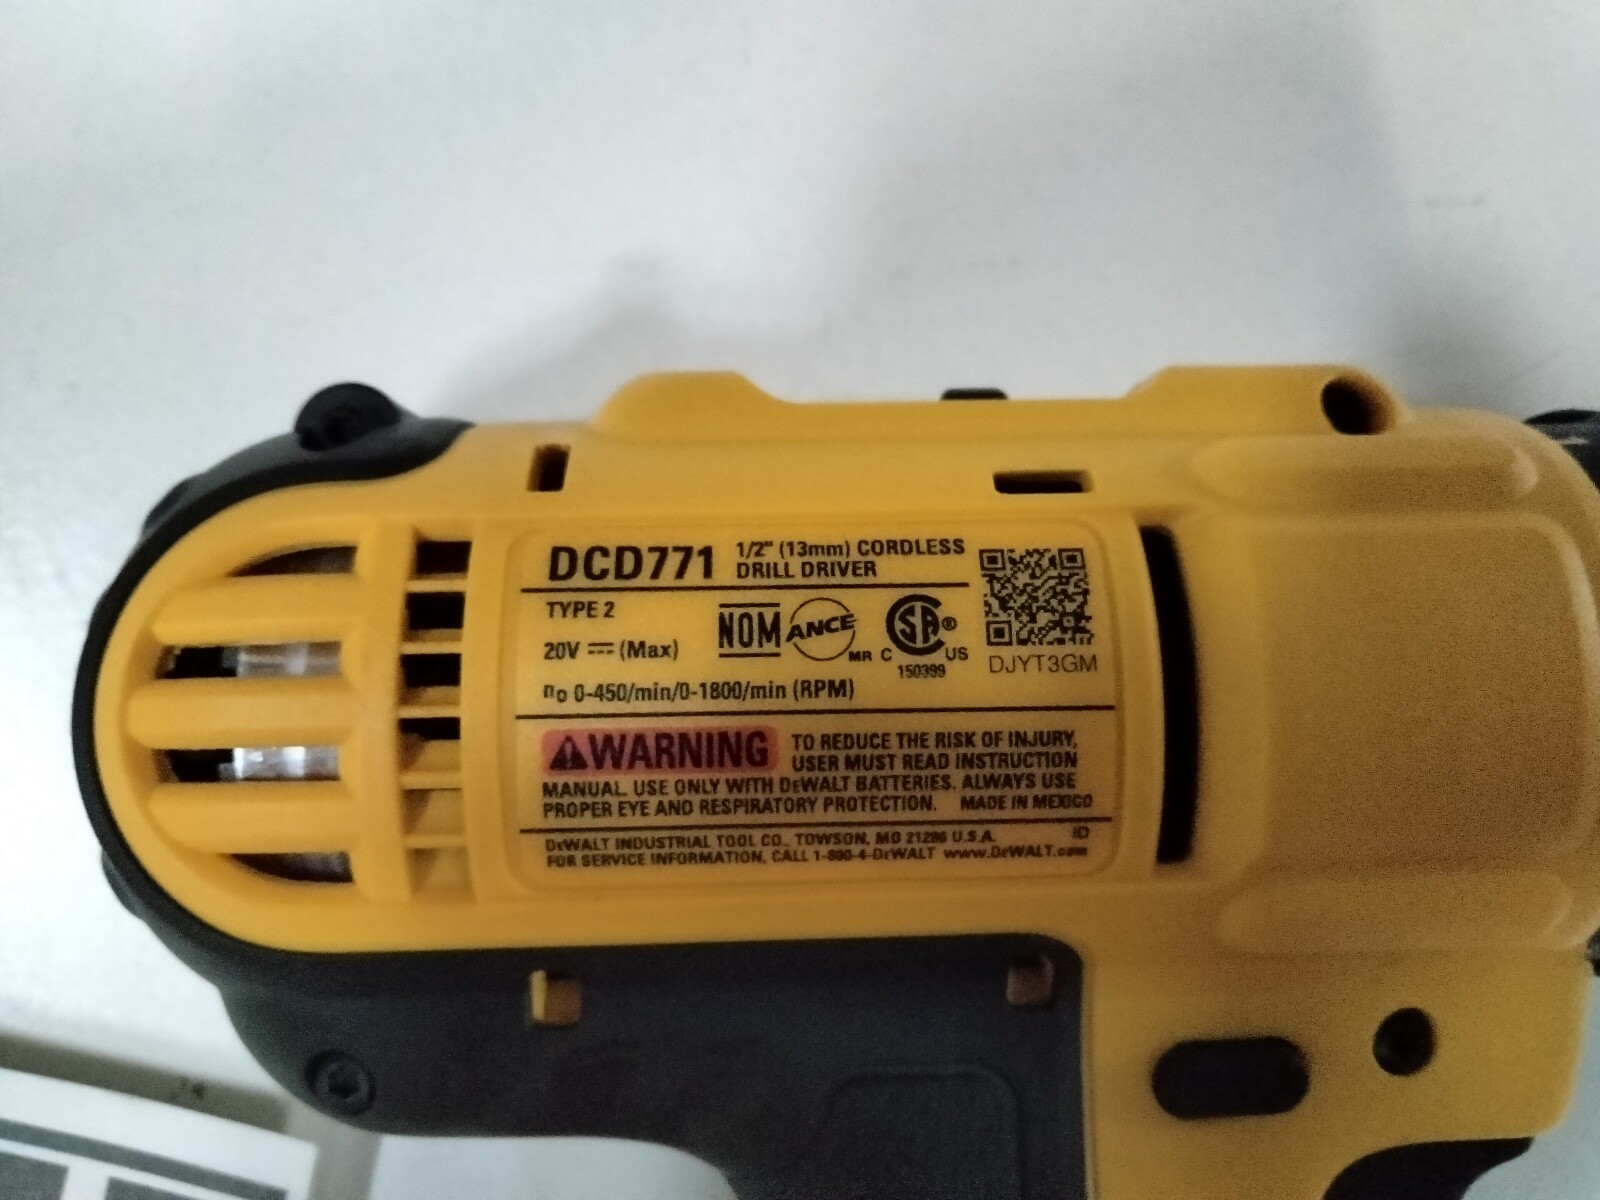 DCD771 1/2" (13mm) CORDLESS
DRILL DRIVER
TYPE 2
20V ⎓ (Max)
NOM ANCE MR
C SA® US
150399
DJYT3GM
n₀ 0-450/min/0-1800/min (RPM)
⚠WARNING TO REDUCE THE RISK OF INJURY,
USER MUST READ INSTRUCTION
MANUAL. USE ONLY WITH DeWALT BATTERIES. ALWAYS USE
PROPER EYE AND RESPIRATORY PROTECTION. MADE IN MEXICO
DeWALT INDUSTRIAL TOOL CO., TOWSON, MD 21286 U.S.A. ID
FOR SERVICE INFORMATION, CALL 1-800-4-DeWALT www.DeWALT.com